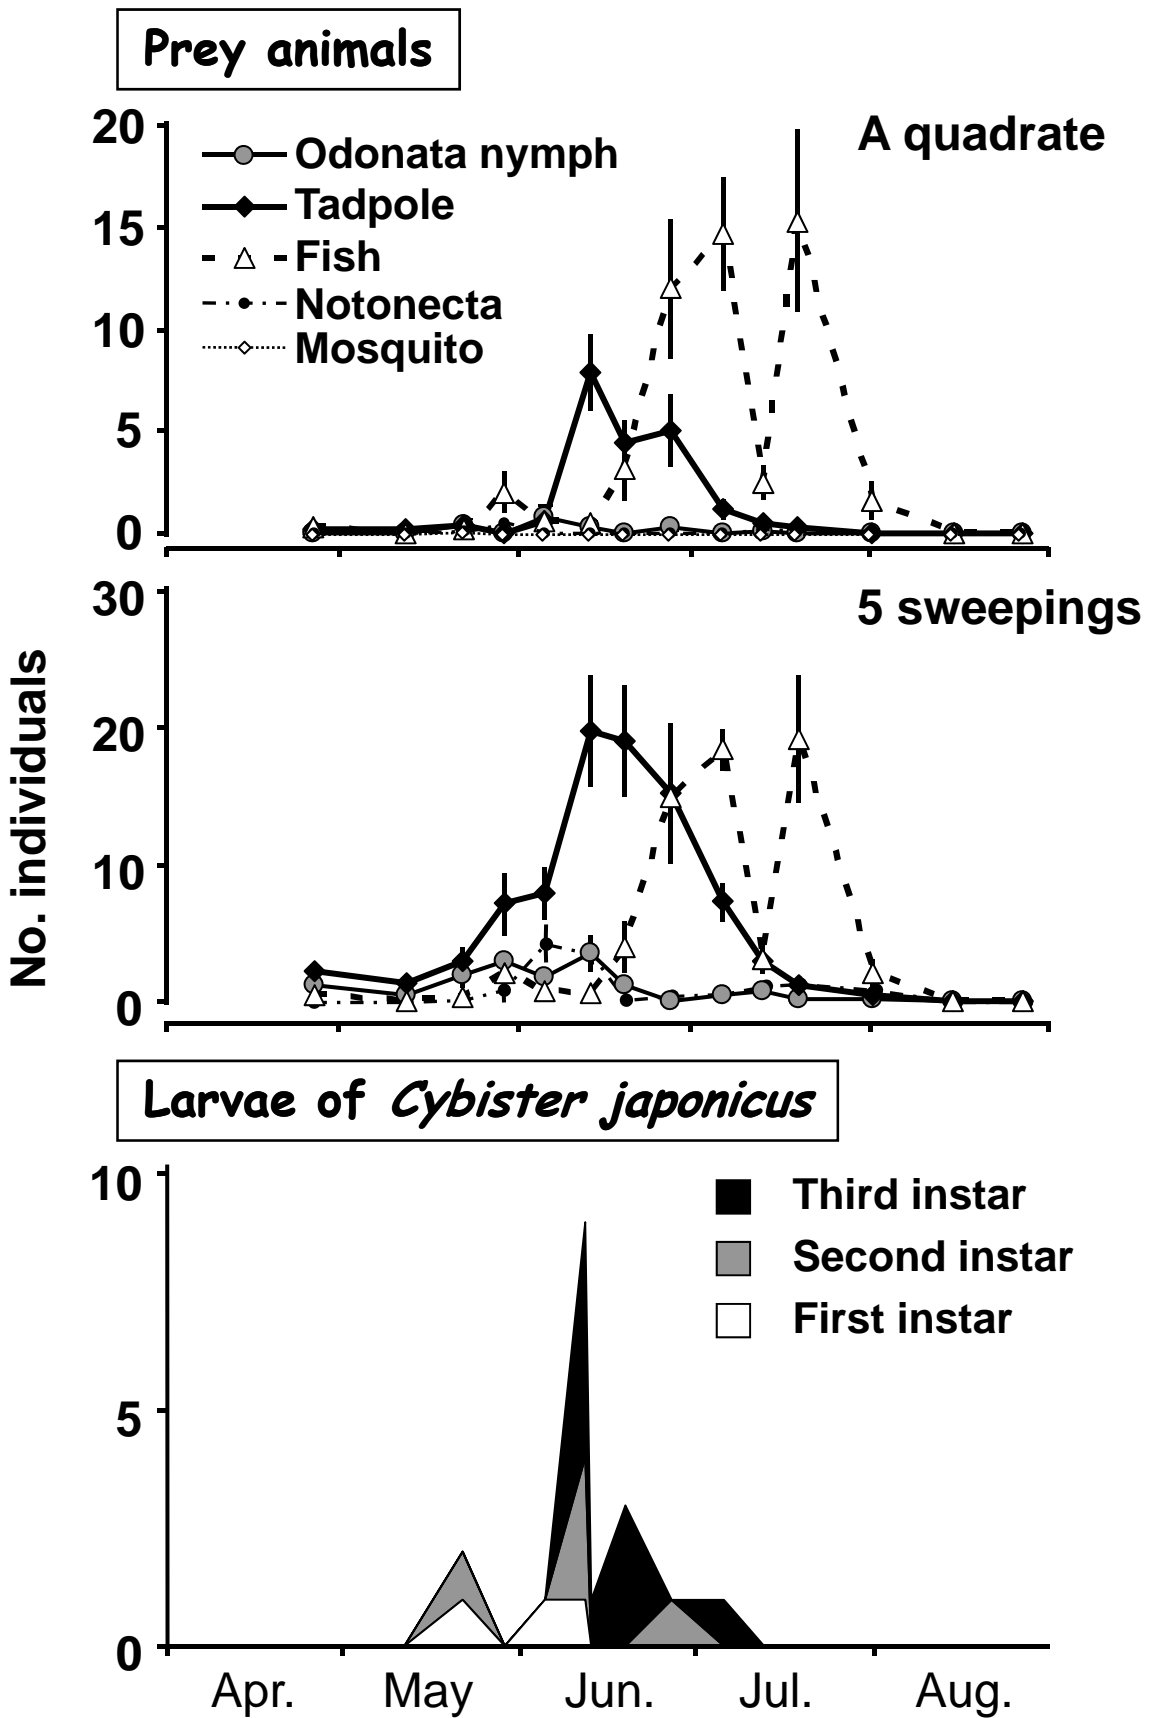 Prey animals
A quadrate
20
15
10
5
0
Odonata nymph
Tadpole
Fish
Notonecta
Mosquito
No. individuals
5 sweepings
30
20
10
0
Larvae of Cybister japonicus
10
5
0
Third instar
Second instar
First instar
Apr. May Jun. Jul. Aug.